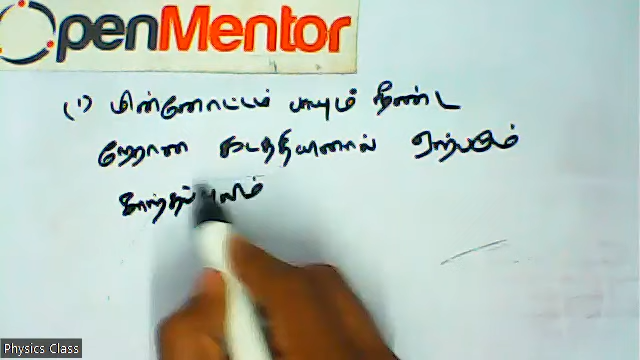 OpenMentor
(1) மின்னோட்டம் பாயும் நீண்ட
நேரான கடத்தியினால் ஏற்படும்
காந்தப்புலம்
Physics Class